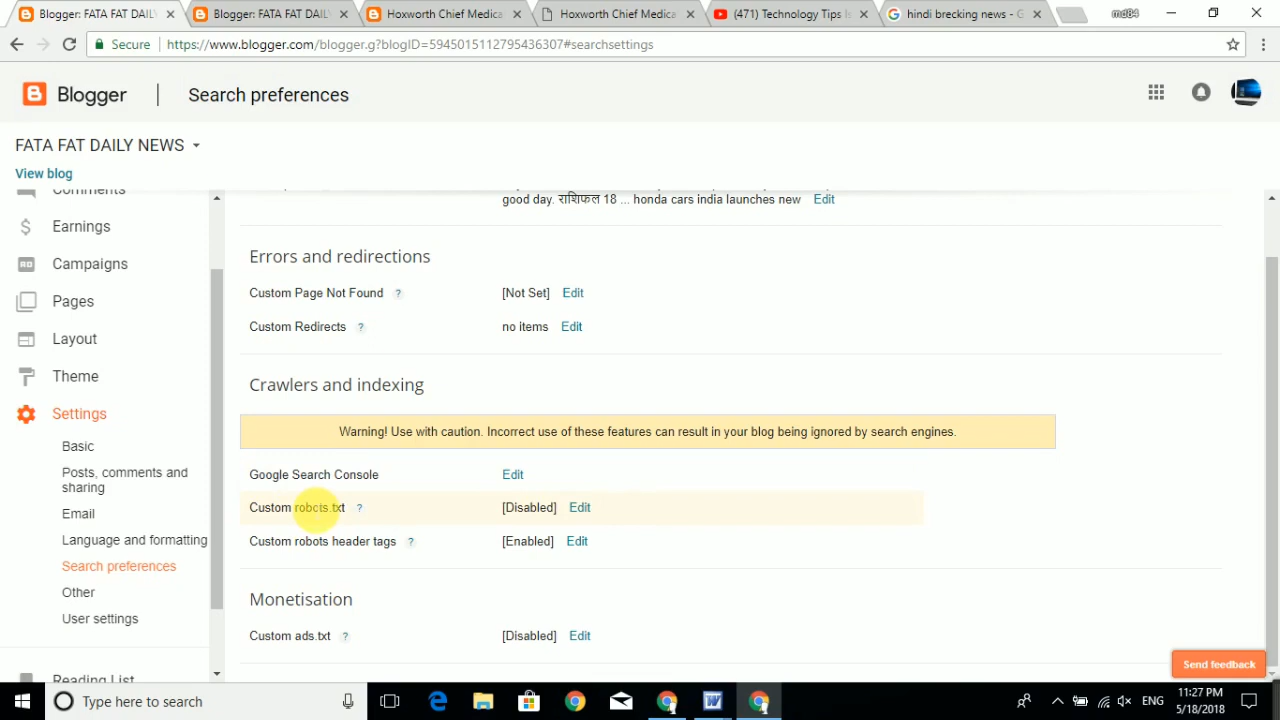 Blogger: FATA FAT DAILY
Blogger: FATA FAT DAIL
Hoxworth Chief Medica
Hoxworth Chief Medica
(471) Technology Tips Is
hindi brecking news - G
md84
Secure
https://www.blogger.com/blogger.g?blogID=5945015112795436307#searchsettings
Blogger
Search preferences
FATA FAT DAILY NEWS
View blog
Comments
Earnings
Campaigns
Pages
Layout
Theme
Settings
Basic
Posts, comments and
sharing
Email
Language and formatting
Search preferences
Other
User settings
Reading List
good day. राशिफल 18 ... honda cars india launches new Edit
Errors and redirections
Custom Page Not Found ? [Not Set] Edit
Custom Redirects ? no items Edit
Crawlers and indexing
Warning! Use with caution. Incorrect use of these features can result in your blog being ignored by search engines.
Google Search Console Edit
Custom robots.txt ? [Disabled] Edit
Custom robots header tags ? [Enabled] Edit
Monetisation
Custom ads.txt ? [Disabled] Edit
Send feedback
Type here to search
ENG
11:27 PM
5/18/2018